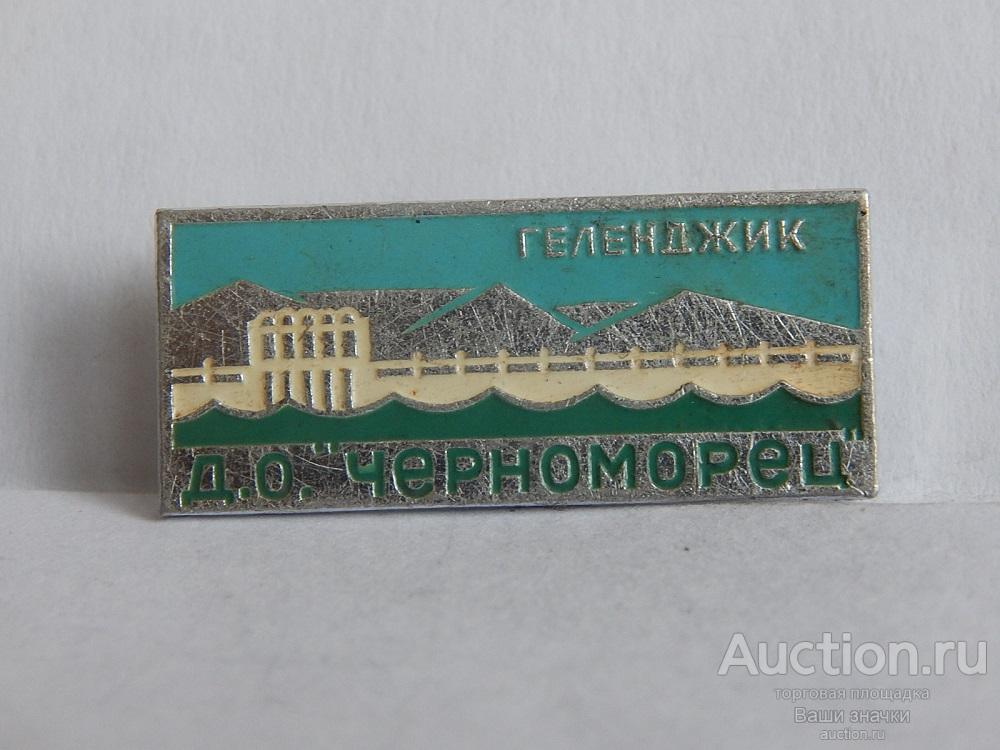 ГЕЛЕНДЖИК
Д.О. "ЧЕРНОМОРЕЦ"
Auction.ru
торговая площадка
Ваши значки
auction.ru